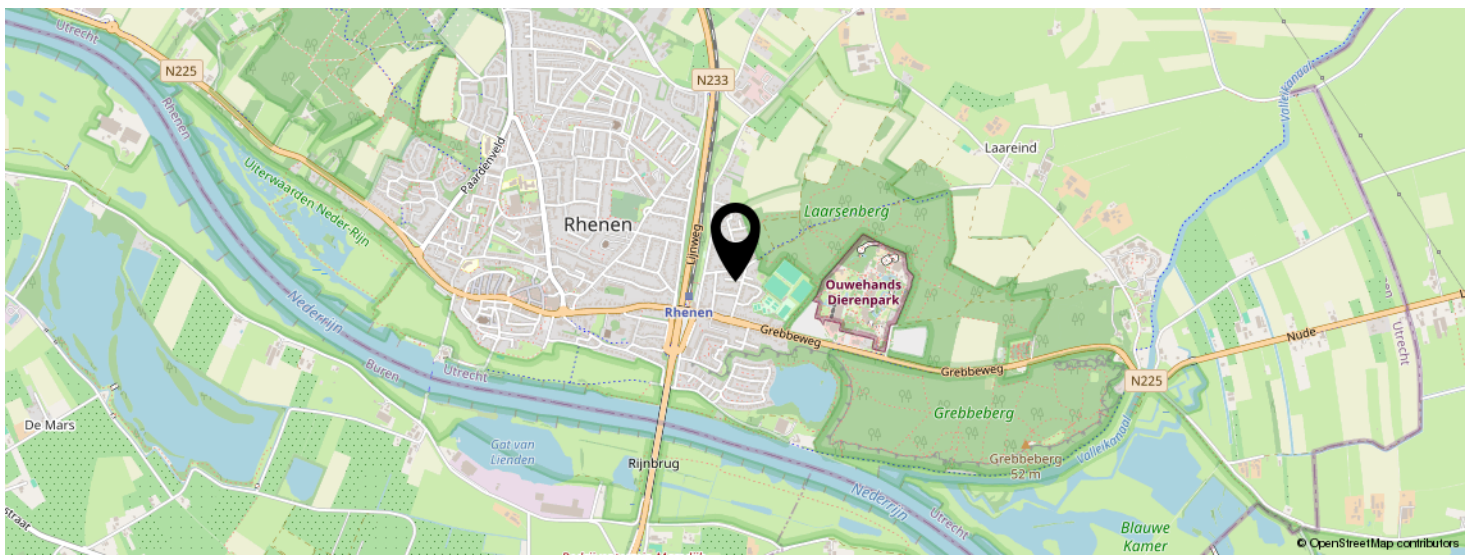 Utrecht
N225
N233
Rhenen
Valleikanaal
Paardenveld
Laareind
Uiterwaarden Neder-Rijn
Rhenen
Lijnweg
Laarsenberg
Ouwehands
Dierenpark
Nederrijn
Rhenen
Grebbeweg
Nude
Utrecht
Buren
Utrecht
Grebbeweg
N225
De Mars
Grebbeberg
Gat van
Lienden
Rijnbrug
Grebbeberg
52 m
Valleikanaal
Nederrijn
Utrecht
Blauwe
Kamer
straat
© OpenStreetMap contributors